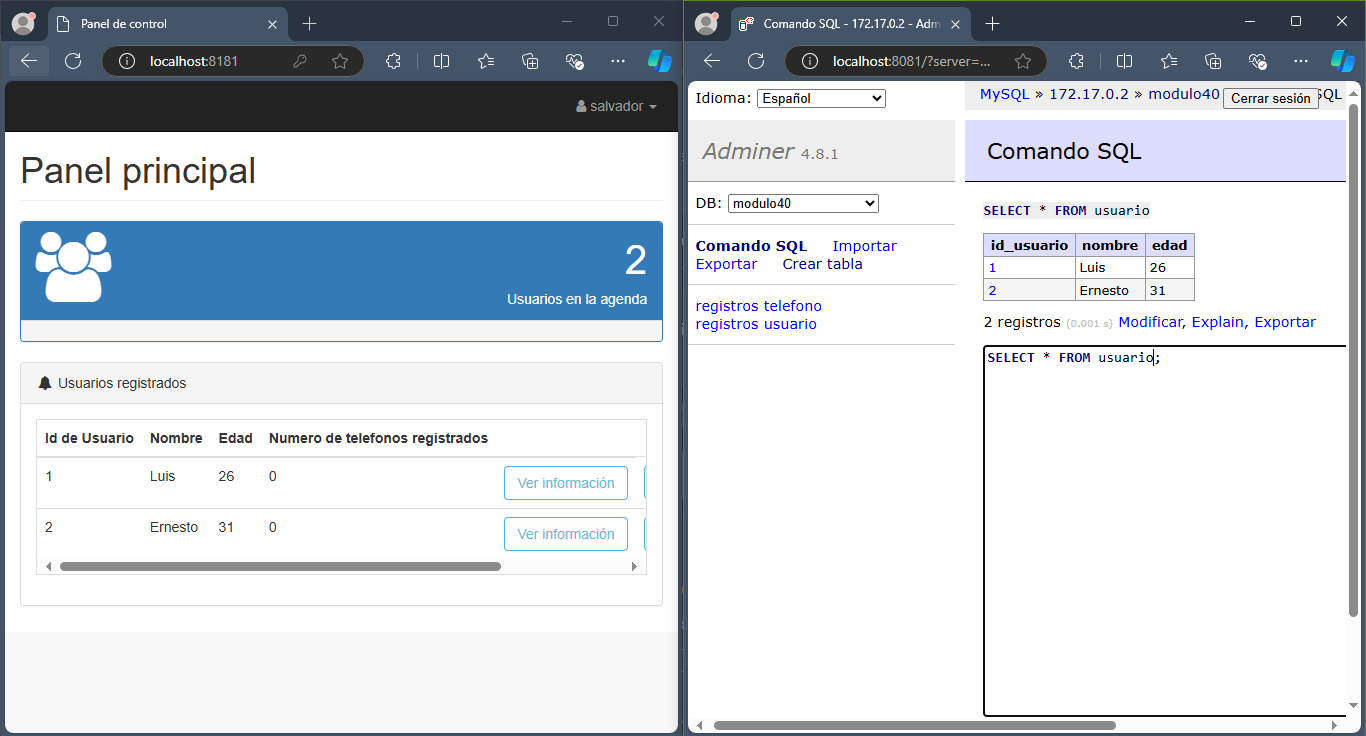 Panel de control
localhost:8181
salvador
Panel principal
2
Usuarios en la agenda
Usuarios registrados
Id de Usuario Nombre Edad Numero de telefonos registrados
1 Luis 26 0 Ver información
2 Ernesto 31 0 Ver información
Comando SQL - 172.17.0.2 - Adm
localhost:8081/?server=...
Idioma: Español
MySQL » 172.17.0.2 » modulo40 Cerrar sesión SQL
Adminer 4.8.1
Comando SQL
DB: modulo40
Comando SQL Importar
Exportar Crear tabla
registros telefono
registros usuario
SELECT * FROM usuario
id_usuario nombre edad
1 Luis 26
2 Ernesto 31
2 registros (0.001 s) Modificar, Explain, Exportar
SELECT * FROM usuario;